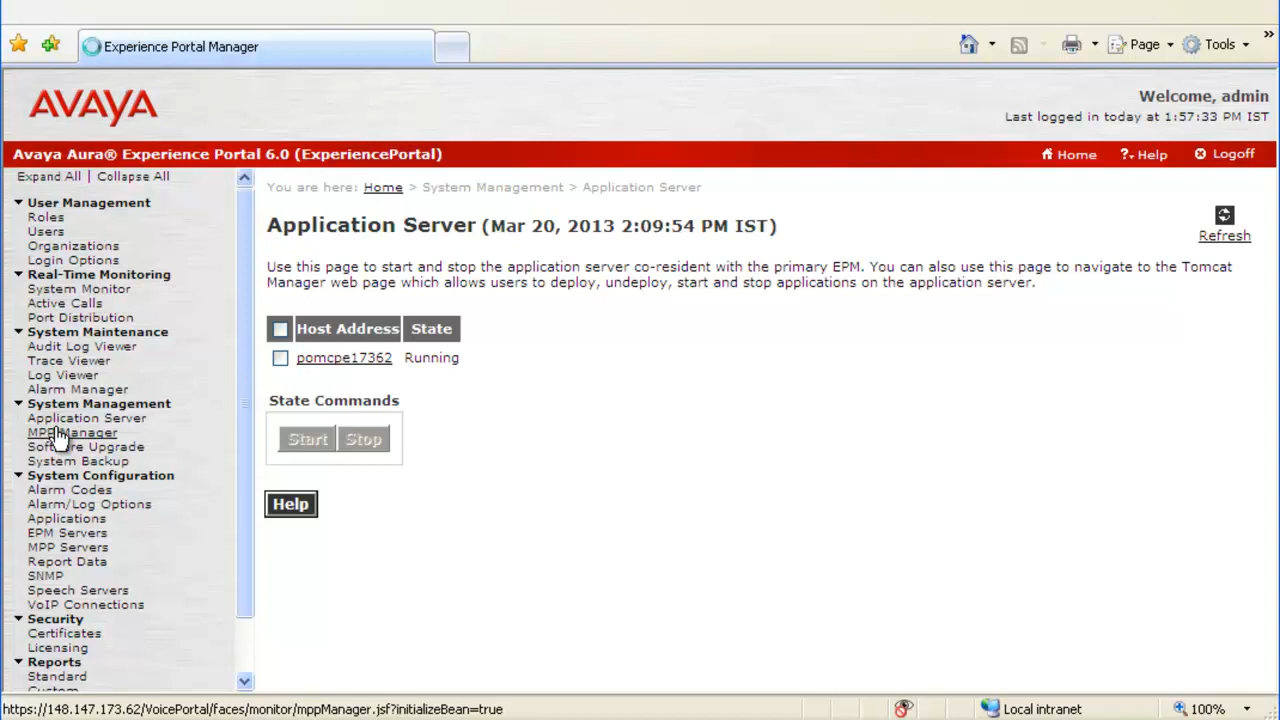 Experience Portal Manager
Page
Tools
»
AVAYA
Welcome, admin
Last logged in today at 1:57:33 PM IST
Avaya Aura® Experience Portal 6.0 (ExperiencePortal)
Home
Help
Logoff
Expand All | Collapse All
User Management
Roles
Users
Organizations
Login Options
Real-Time Monitoring
System Monitor
Active Calls
Port Distribution
System Maintenance
Audit Log Viewer
Trace Viewer
Log Viewer
Alarm Manager
System Management
Application Server
MPP Manager
Software Upgrade
System Backup
System Configuration
Alarm Codes
Alarm/Log Options
Applications
EPM Servers
MPP Servers
Report Data
SNMP
Speech Servers
VoIP Connections
Security
Certificates
Licensing
Reports
Standard
Custom
You are here: Home > System Management > Application Server
Application Server (Mar 20, 2013 2:09:54 PM IST)
Refresh
Use this page to start and stop the application server co-resident with the primary EPM. You can also use this page to navigate to the Tomcat
Manager web page which allows users to deploy, undeploy, start and stop applications on the application server.
Host Address State
pomcpe17362 Running
State Commands
Start Stop
Help
https://148.147.173.62/VoicePortal/faces/monitor/mppManager.jsf?initializeBean=true
Local intranet
100%